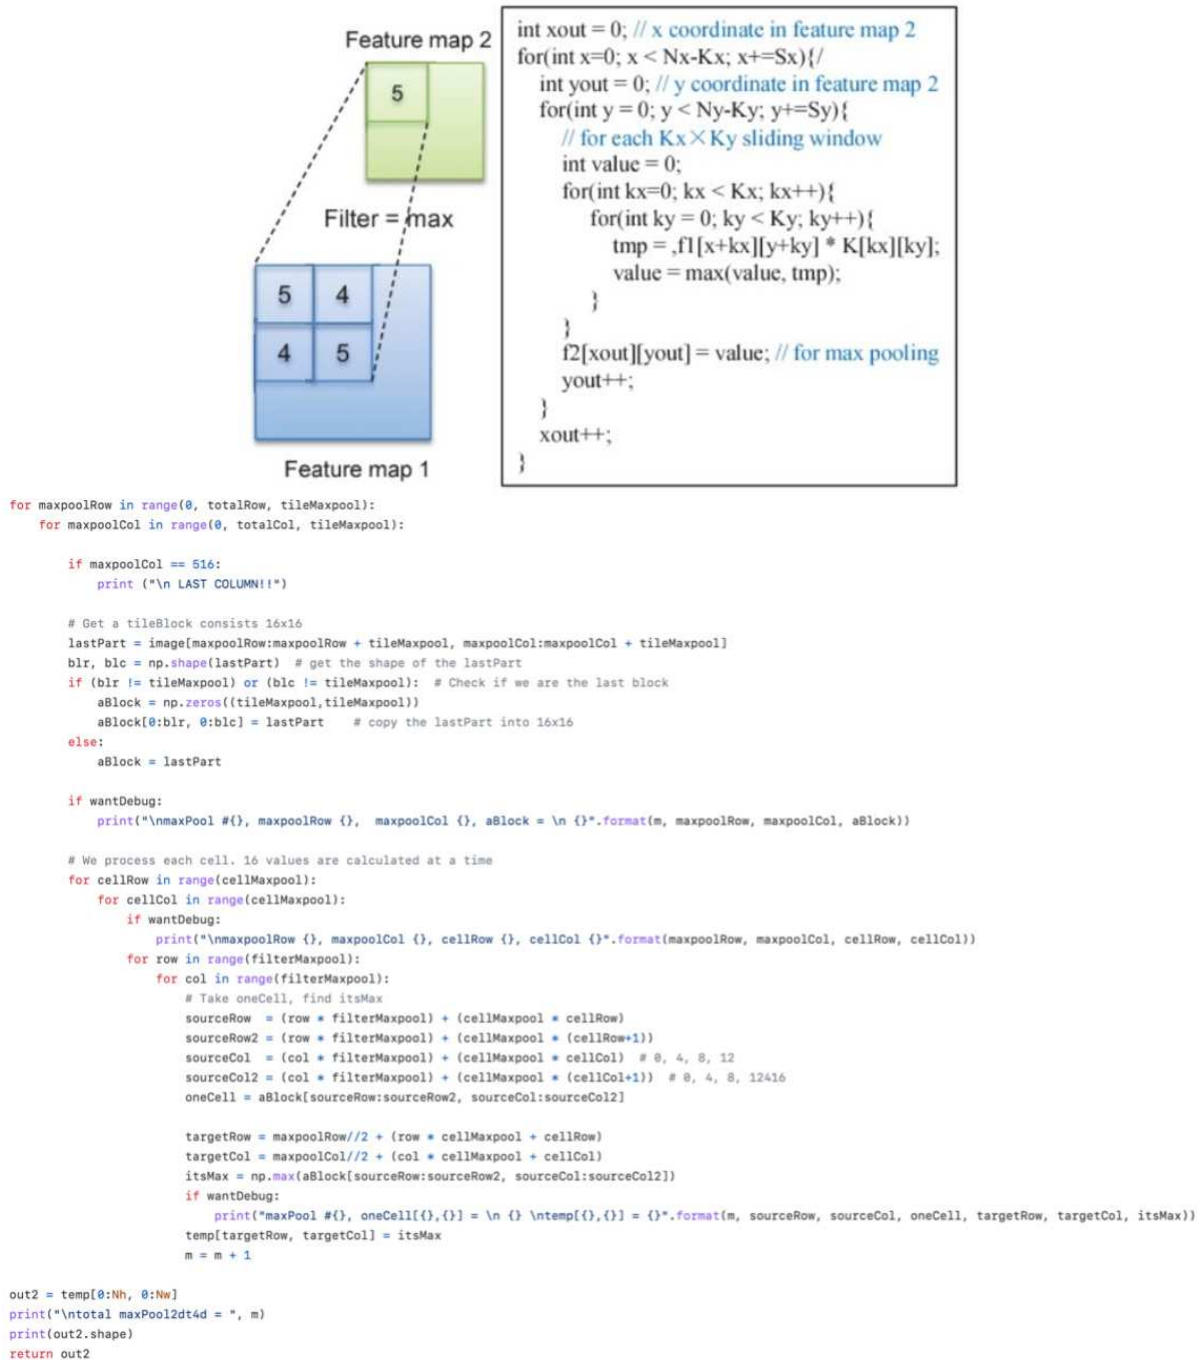 Feature map 2
5
Filter = max
5 4
4 5
Feature map 1
int xout = 0; // x coordinate in feature map 2
for(int x=0; x < Nx-Kx; x+=Sx){/
int yout = 0; // y coordinate in feature map 2
for(int y = 0; y < Ny-Ky; y+=Sy){
// for each Kx×Ky sliding window
int value = 0;
for(int kx=0; kx < Kx; kx++){
for(int ky = 0; ky < Ky; ky++){
tmp = ,f1[x+kx][y+ky] * K[kx][ky];
value = max(value, tmp);
}
}
f2[xout][yout] = value; // for max pooling
yout++;
}
xout++;
}
for maxpoolRow in range(0, totalRow, tileMaxpool):
for maxpoolCol in range(0, totalCol, tileMaxpool):
if maxpoolCol == 516:
print ("\n LAST COLUMN!!")
# Get a tileBlock consists 16x16
lastPart = image[maxpoolRow:maxpoolRow + tileMaxpool, maxpoolCol:maxpoolCol + tileMaxpool]
blr, blc = np.shape(lastPart) # get the shape of the lastPart
if (blr != tileMaxpool) or (blc != tileMaxpool): # Check if we are the last block
aBlock = np.zeros((tileMaxpool,tileMaxpool))
aBlock[0:blr, 0:blc] = lastPart # copy the lastPart into 16x16
else:
aBlock = lastPart
if wantDebug:
print("\nmaxPool #{}, maxpoolRow {}, maxpoolCol {}, aBlock = \n {}".format(m, maxpoolRow, maxpoolCol, aBlock))
# We process each cell. 16 values are calculated at a time
for cellRow in range(cellMaxpool):
for cellCol in range(cellMaxpool):
if wantDebug:
print("\nmaxpoolRow {}, maxpoolCol {}, cellRow {}, cellCol {}".format(maxpoolRow, maxpoolCol, cellRow, cellCol))
for row in range(filterMaxpool):
for col in range(filterMaxpool):
# Take oneCell, find itsMax
sourceRow = (row * filterMaxpool) + (cellMaxpool * cellRow)
sourceRow2 = (row * filterMaxpool) + (cellMaxpool * (cellRow+1))
sourceCol = (col * filterMaxpool) + (cellMaxpool * cellCol) # 0, 4, 8, 12
sourceCol2 = (col * filterMaxpool) + (cellMaxpool * (cellCol+1)) # 0, 4, 8, 12416
oneCell = aBlock[sourceRow:sourceRow2, sourceCol:sourceCol2]
targetRow = maxpoolRow//2 + (row * cellMaxpool + cellRow)
targetCol = maxpoolCol//2 + (col * cellMaxpool + cellCol)
itsMax = np.max(aBlock[sourceRow:sourceRow2, sourceCol:sourceCol2])
if wantDebug:
print("maxPool #{}, oneCell[{},{}] = \n {} \ntemp[{},{}] = {}".format(m, sourceRow, sourceCol, oneCell, targetRow, targetCol, itsMax))
temp[targetRow, targetCol] = itsMax
m = m + 1
out2 = temp[0:Nh, 0:Nw]
print("\ntotal maxPool2dt4d = ", m)
print(out2.shape)
return out2